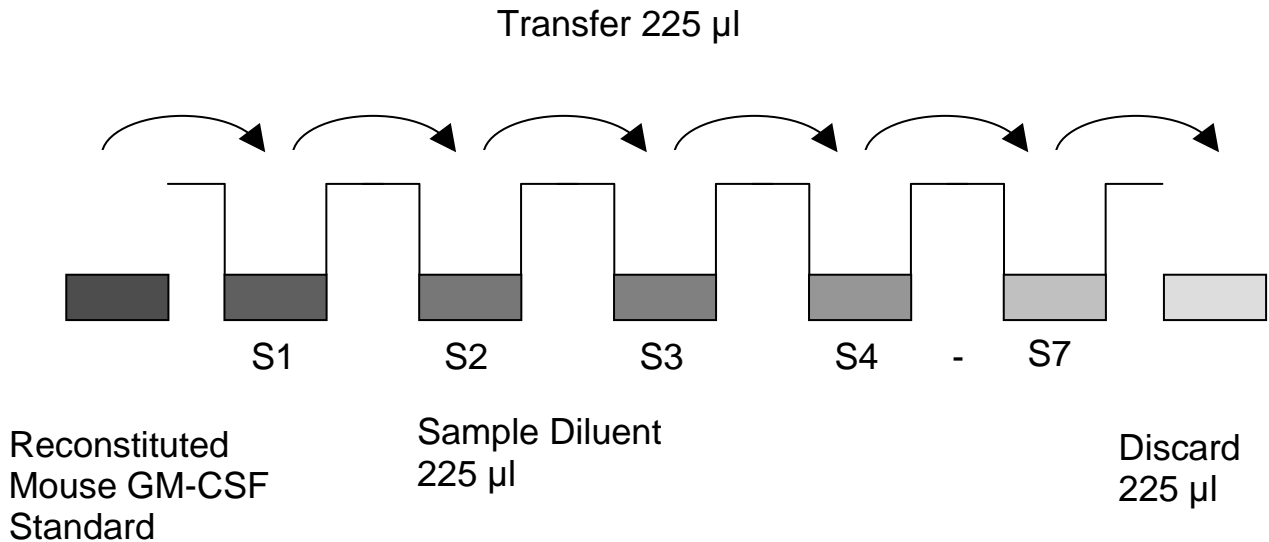 Transfer 225 µl
S1 S2 S3 S4 - S7
Reconstituted
Mouse GM-CSF
Standard
Sample Diluent
225 µl
Discard
225 µl